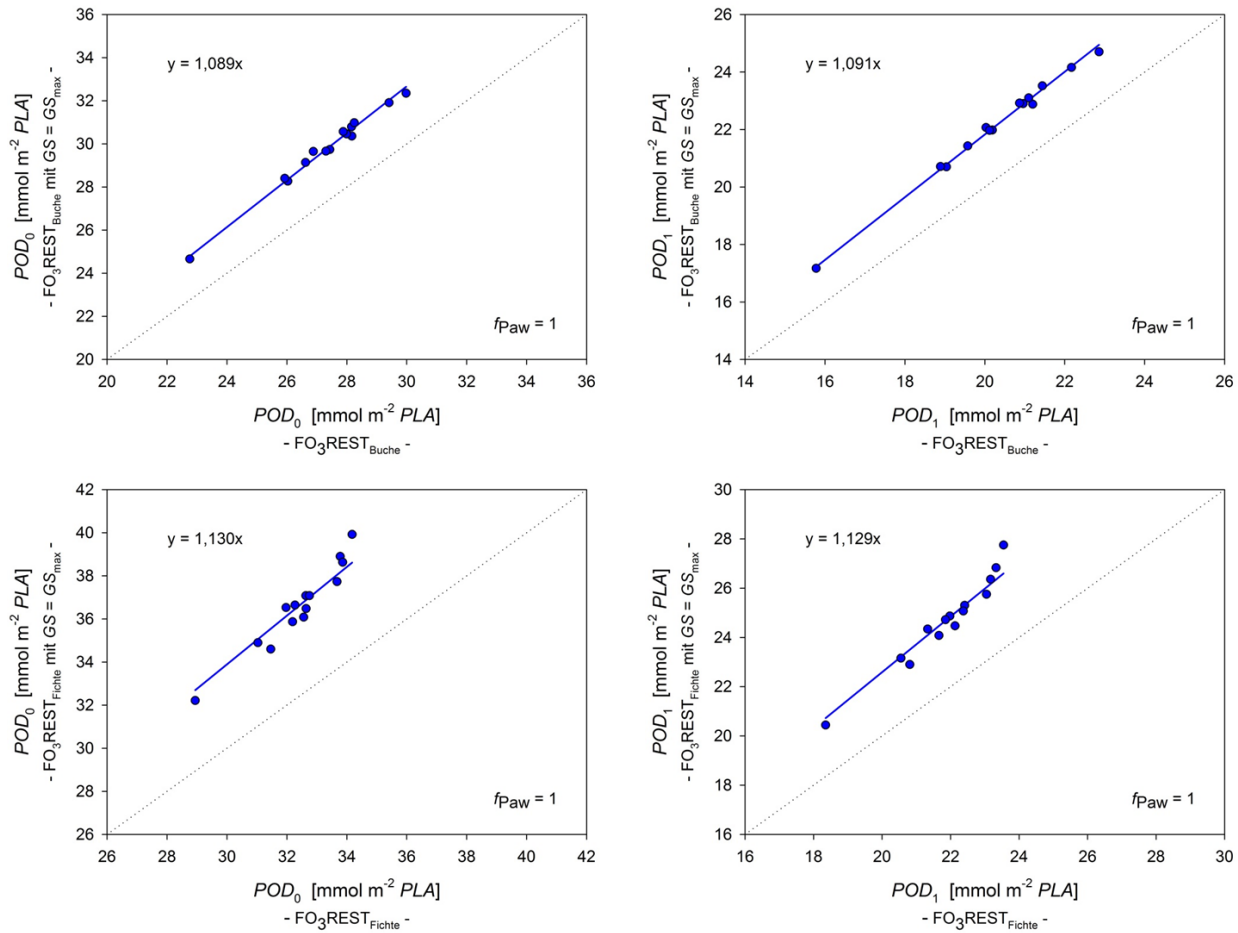 36
34
32
30
28
26
24
22
20
20 22 24 26 28 30 32 34 36
y = 1,089x
fPaw = 1
POD0 [mmol m-2 PLA]
- FO3RESTBuche mit GS = GSmax -
POD0 [mmol m-2 PLA]
- FO3RESTBuche -
26
24
22
20
18
16
14
14 16 18 20 22 24 26
y = 1,091x
fPaw = 1
POD1 [mmol m-2 PLA]
- FO3RESTBuche mit GS = GSmax -
POD1 [mmol m-2 PLA]
- FO3RESTBuche -
42
40
38
36
34
32
30
28
26
26 28 30 32 34 36 38 40 42
y = 1,130x
fPaw = 1
POD0 [mmol m-2 PLA]
- FO3RESTFichte mit GS = GSmax -
POD0 [mmol m-2 PLA]
- FO3RESTFichte -
30
28
26
24
22
20
18
16
16 18 20 22 24 26 28 30
y = 1,129x
fPaw = 1
POD1 [mmol m-2 PLA]
- FO3RESTFichte mit GS = GSmax -
POD1 [mmol m-2 PLA]
- FO3RESTFichte -